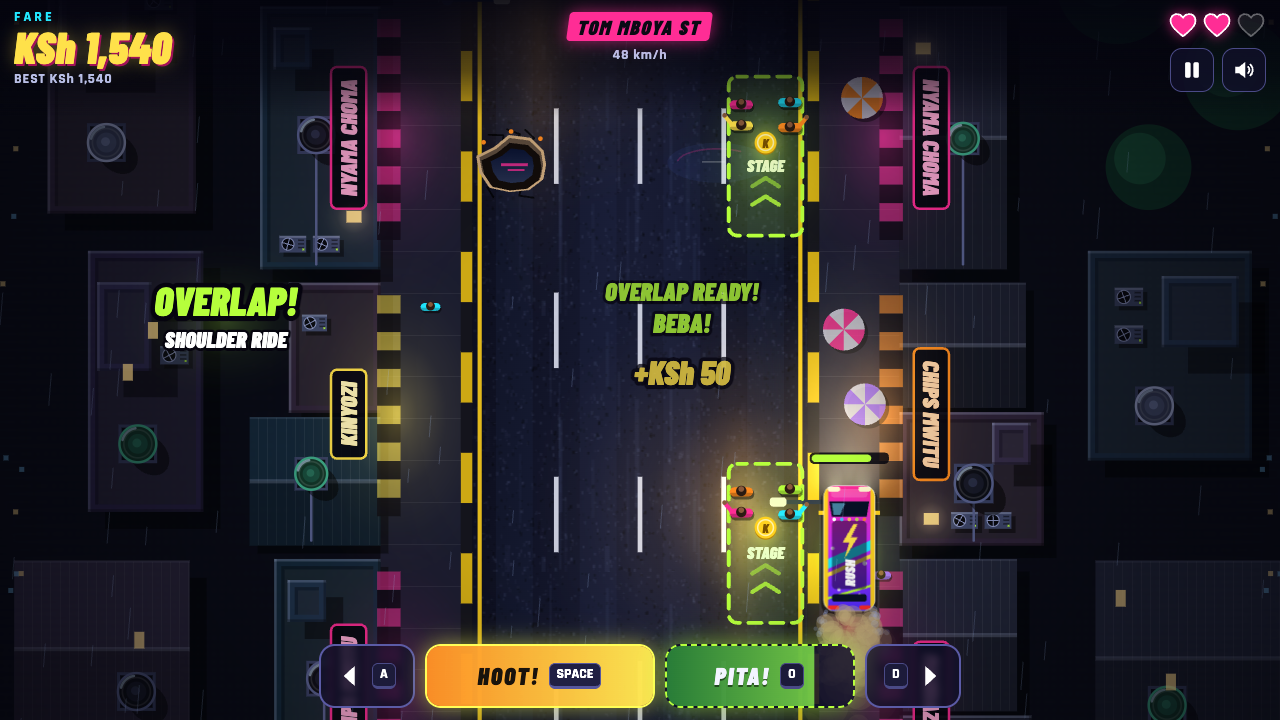 FARE
KSh 1,540
BEST KSh 1,540
TOM MBOYA ST
48 km/h
NYAMA CHOMA
NYAMA CHOMA
K
STAGE
OVERLAP!
SHOULDER RIDE
OVERLAP READY!
BEBA!
+KSh 50
KINYOZI
CHIPS MWITU
K
STAGE
RUSH
A
HOOT!
SPACE
PITA!
O
D